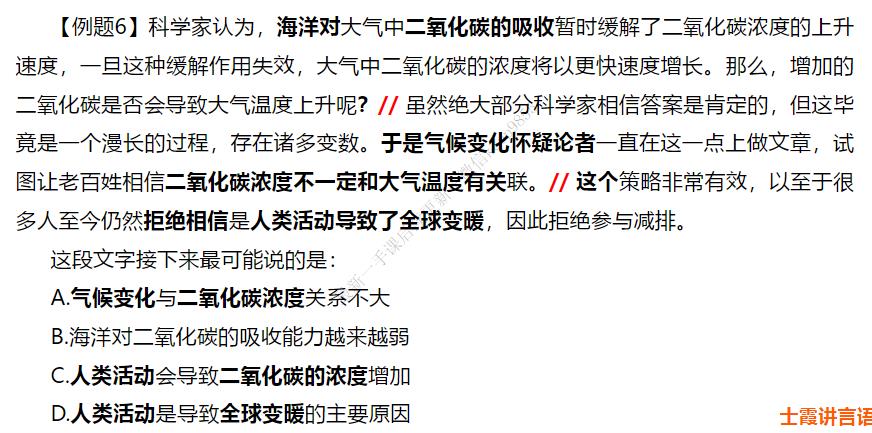 【例题6】科学家认为，海洋对大气中二氧化碳的吸收暂时缓解了二氧化碳浓度的上升
速度，一旦这种缓解作用失效，大气中二氧化碳的浓度将以更快速度增长。那么，增加的
二氧化碳是否会导致大气温度上升呢？// 虽然绝大部分科学家相信答案是肯定的，但这毕
竟是一个漫长的过程，存在诸多变数。于是气候变化怀疑论者一直在这一点上做文章，试
图让老百姓相信二氧化碳浓度不一定和大气温度有关联。// 这个策略非常有效，以至于很
多人至今仍然拒绝相信是人类活动导致了全球变暖，因此拒绝参与减排。
这段文字接下来最可能说的是：
A.气候变化与二氧化碳浓度关系不大
B.海洋对二氧化碳的吸收能力越来越弱
C.人类活动会导致二氧化碳的浓度增加
D.人类活动是导致全球变暖的主要原因
士霞讲言语